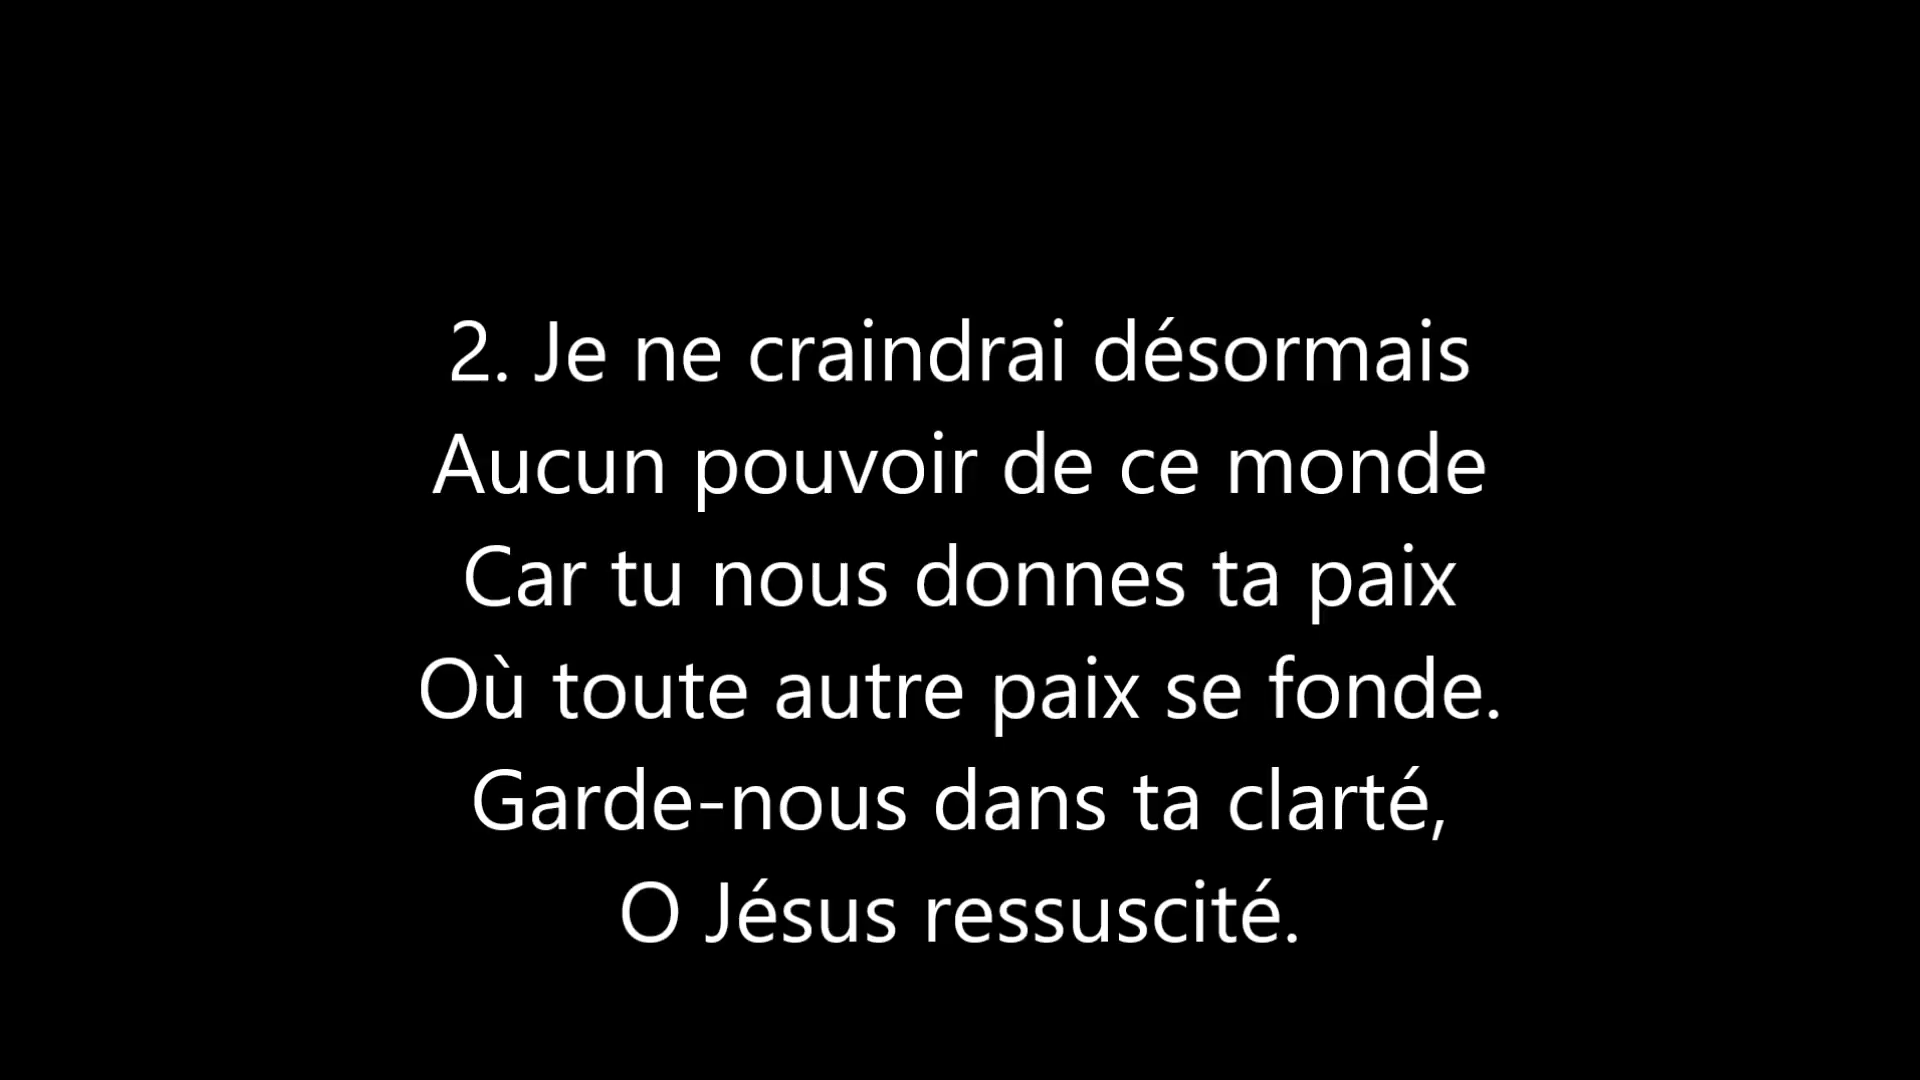 2. Je ne craindrai désormais
Aucun pouvoir de ce monde
Car tu nous donnes ta paix
Où toute autre paix se fonde.
Garde-nous dans ta clarté,
O Jésus ressuscité.